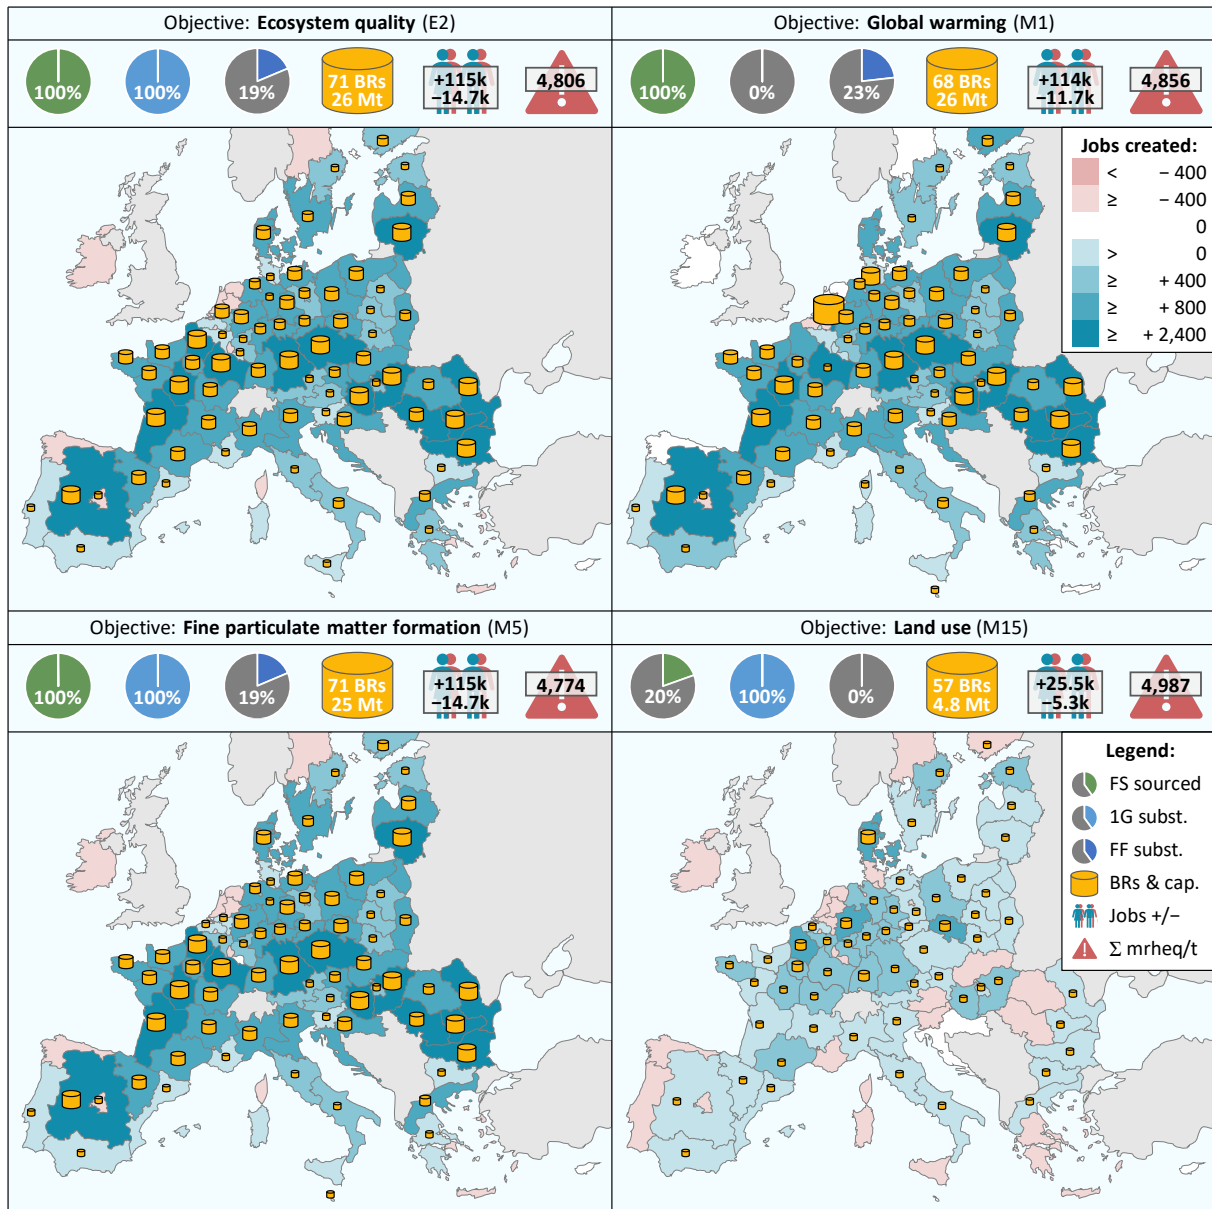 Objective: Ecosystem quality (E2)
100%
100%
19%
71 BRs
26 Mt
+115k
−14.7k
4,806
Objective: Global warming (M1)
100%
0%
23%
68 BRs
26 Mt
+114k
−11.7k
4,856
Jobs created:
< − 400
≥ − 400
0
> 0
≥ + 400
≥ + 800
≥ + 2,400
Objective: Fine particulate matter formation (M5)
100%
100%
19%
71 BRs
25 Mt
+115k
−14.7k
4,774
Objective: Land use (M15)
20%
100%
0%
57 BRs
4.8 Mt
+25.5k
−5.3k
4,987
Legend:
FS sourced
1G subst.
FF subst.
BRs & cap.
Jobs +/−
Σ mrheq/t